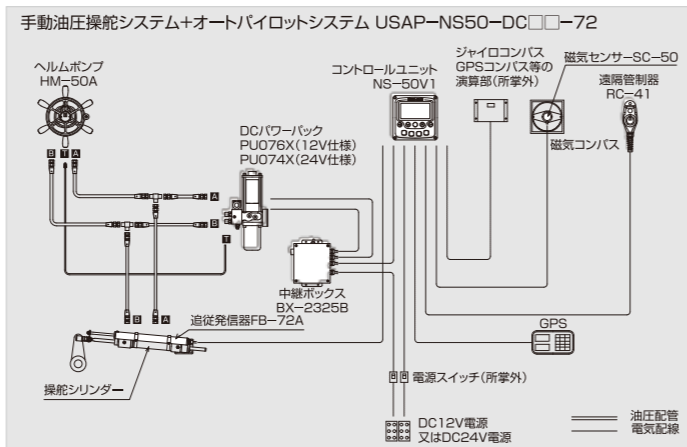 手動油圧操舵システム+オートパイロットシステム USAP-NS50-DC□□-72
ヘルムポンプ
HM-50A
コントロールユニット
NS-50V1
ジャイロコンパス
GPSコンパス等の
演算部(所掌外)
磁気センサーSC-50
遠隔管制器
RC-41
磁気コンパス
DCパワーパック
PU076X(12V仕様)
PU074X(24V仕様)
B
T
A
A
B
T
中継ボックス
BX-2325B
B
A
追従発信器FB-72A
操舵シリンダー
GPS
電源スイッチ(所掌外)
DC12V電源
又はDC24V電源
油圧配管
電気配線